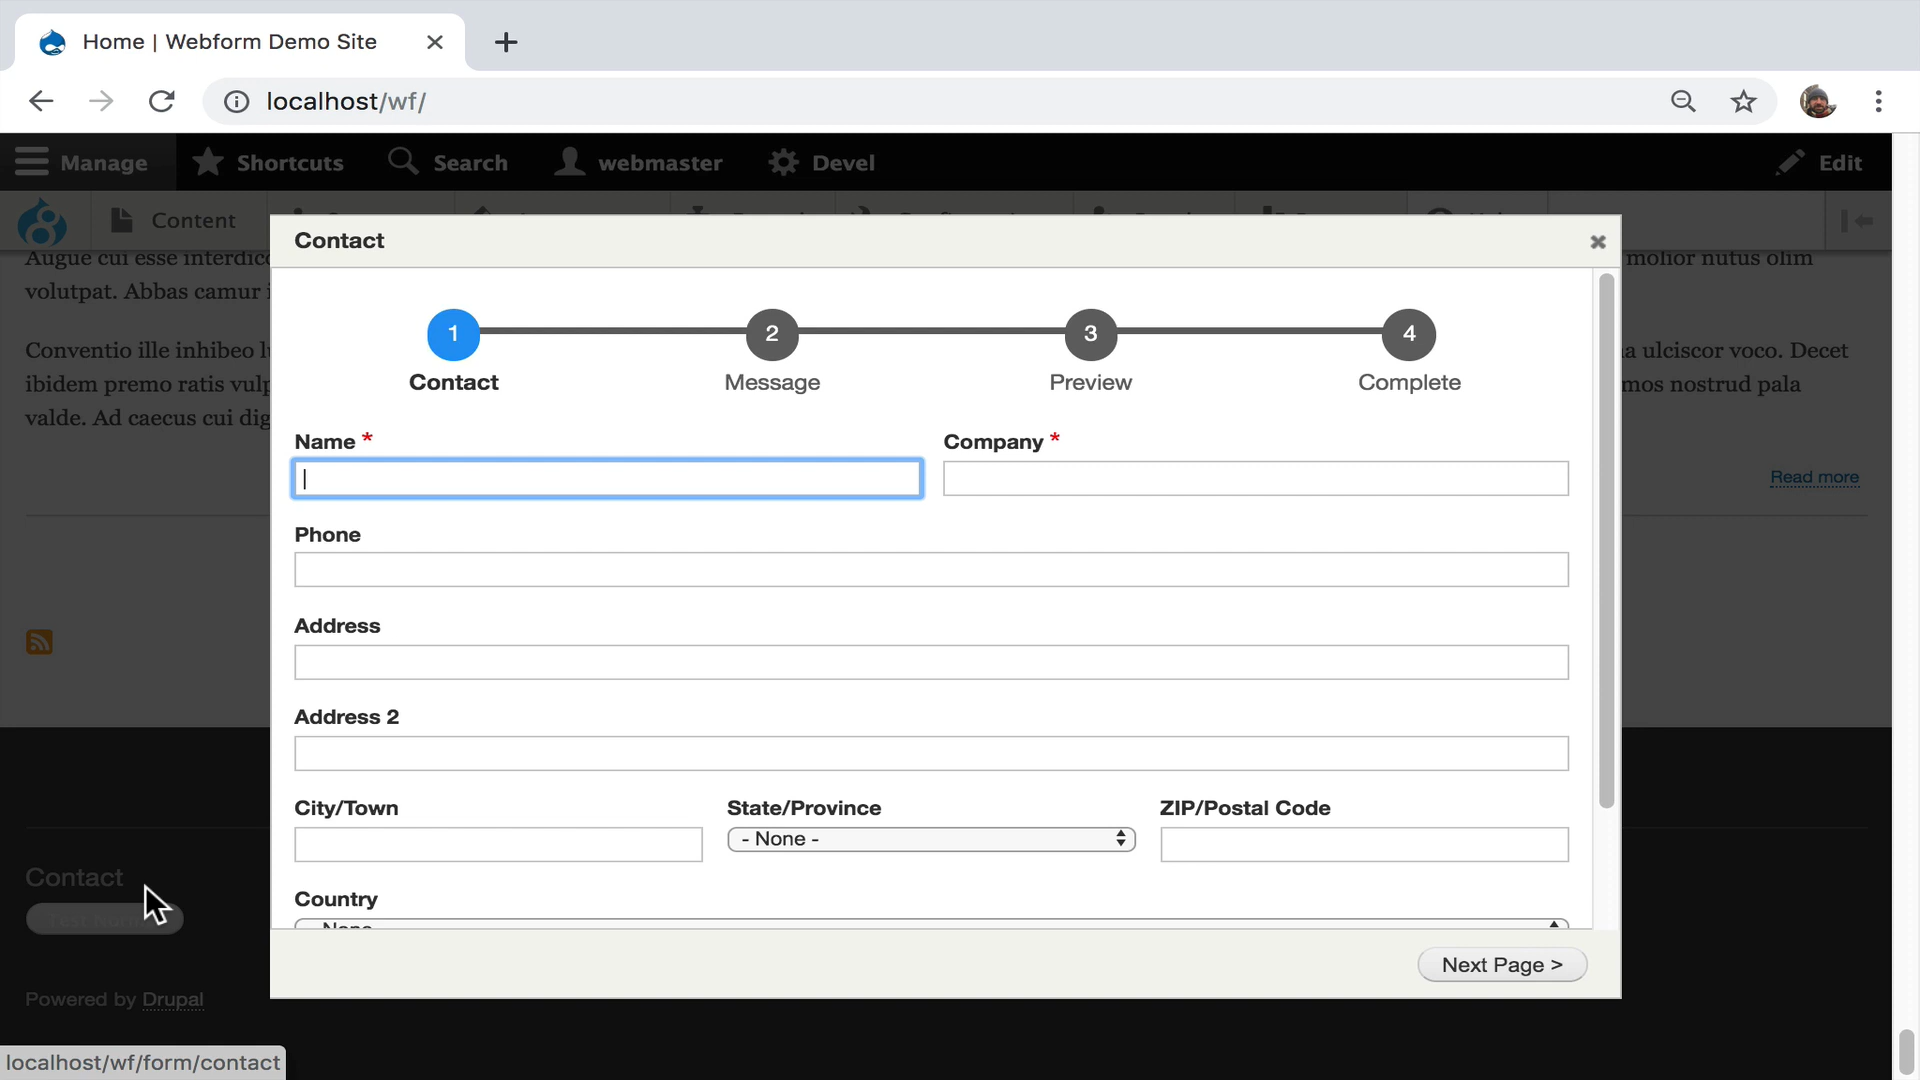 Home | Webform Demo Site
localhost/wf/
Manage Shortcuts Search webmaster Devel Edit
Content
Contact
Augue cui esse interdico
molior nutus olim
volutpat. Abbas camur
1 2 3 4
Contact Message Preview Complete
Conventio ille inhibeo
ulciscor voco. Decet
ibidem premo ratis
mos nostrud pala
valde. Ad caecus cui
Name * Company *
Read more
Phone
Address
Address 2
City/Town State/Province ZIP/Postal Code
- None -
Country
Contact
Next Page >
Powered by Drupal
localhost/wf/form/contact